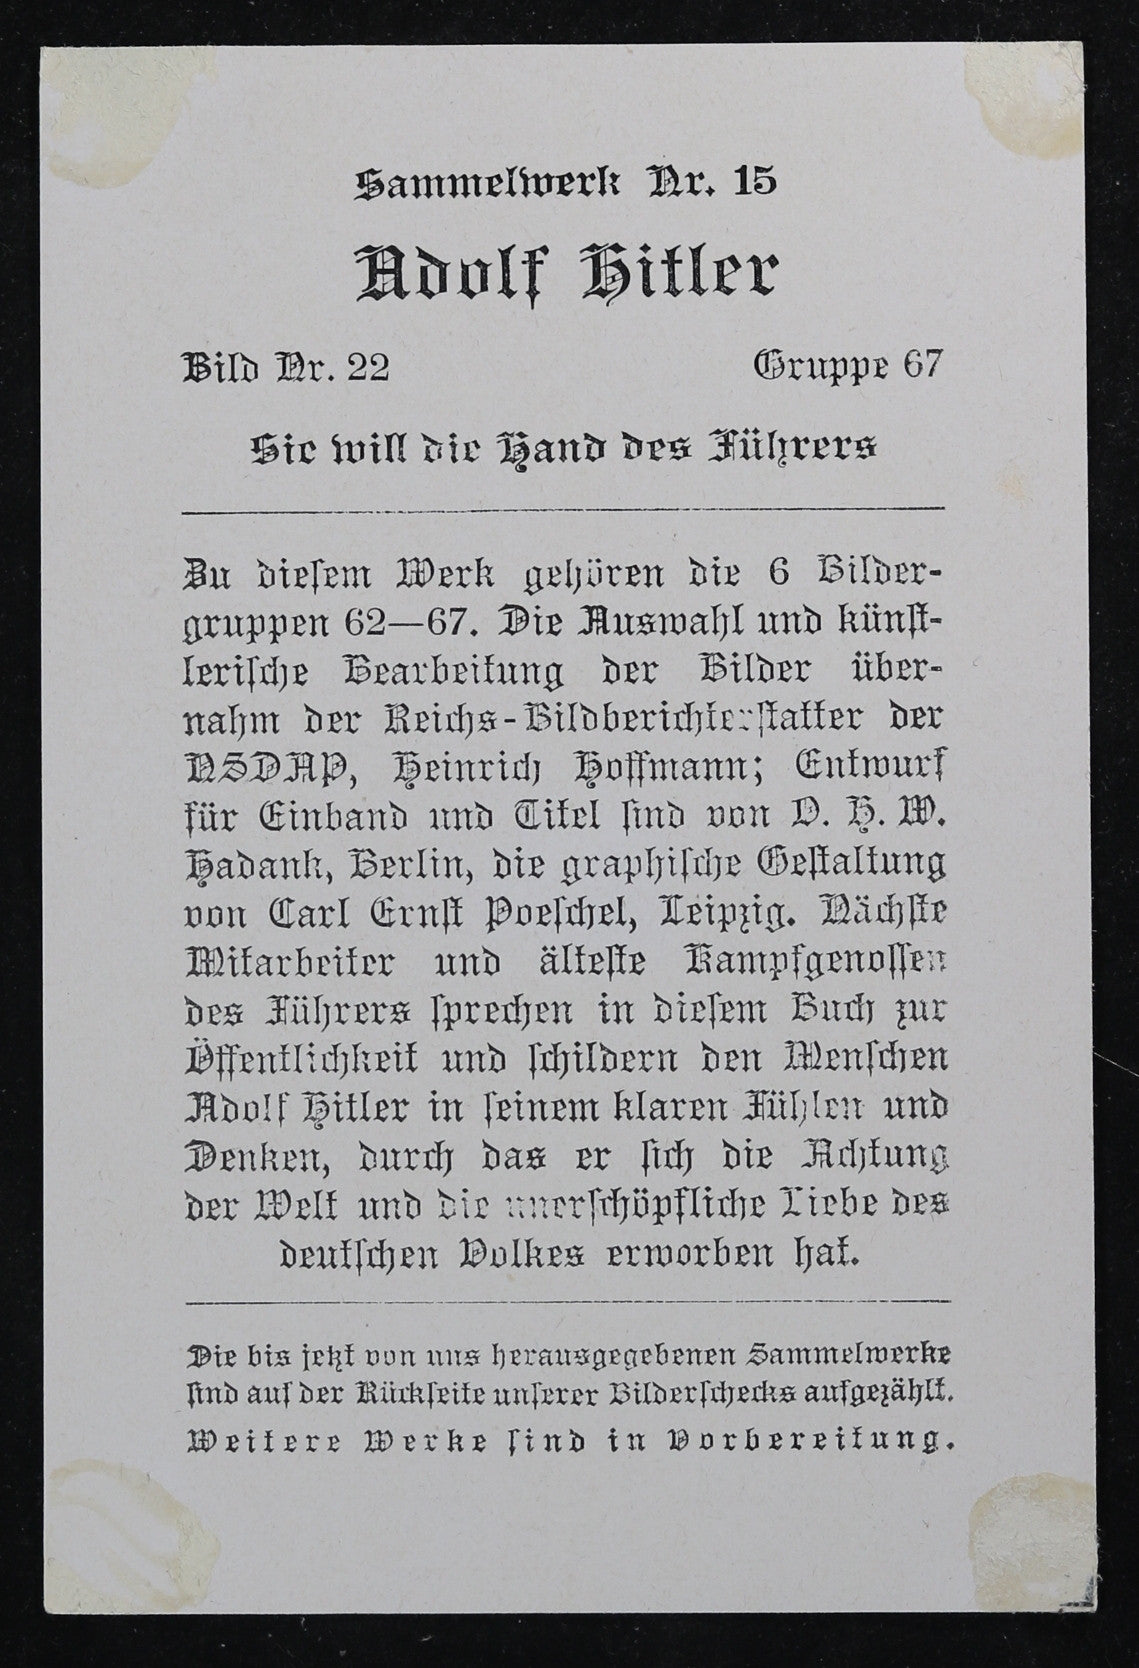 Sammelwerk Nr. 15
Adolf Hitler
Bild Nr. 22 Gruppe 67
Sie will die Hand des Führers
Zu dieſem Werk gehören die 6 Bilder-
gruppen 62—67. Die Auswahl und künſt-
leriſche Bearbeitung der Bilder über-
nahm der Reichs-Bildberichterſtatter der
NSDAP, Heinrich Hoffmann; Entwurf
für Einband und Titel ſind von O. H. W.
Hadank, Berlin, die graphiſche Geſtaltung
von Carl Ernſt Poeſchel, Leipzig. Nächſte
Mitarbeiter und älteſte Kampfgenoſſen
des Führers ſprechen in dieſem Buch zur
Öffentlichkeit und ſchildern den Menſchen
Adolf Hitler in ſeinem klaren Fühlen und
Denken, durch das er ſich die Achtung
der Welt und die unerſchöpfliche Liebe des
deutſchen Volkes erworben hat.
Die bis jetzt von uns herausgegebenen Sammelwerke
ſind auf der Rückſeite unſerer Bilderſchecks aufgezählt.
Weitere Werke ſind in Vorbereitung.